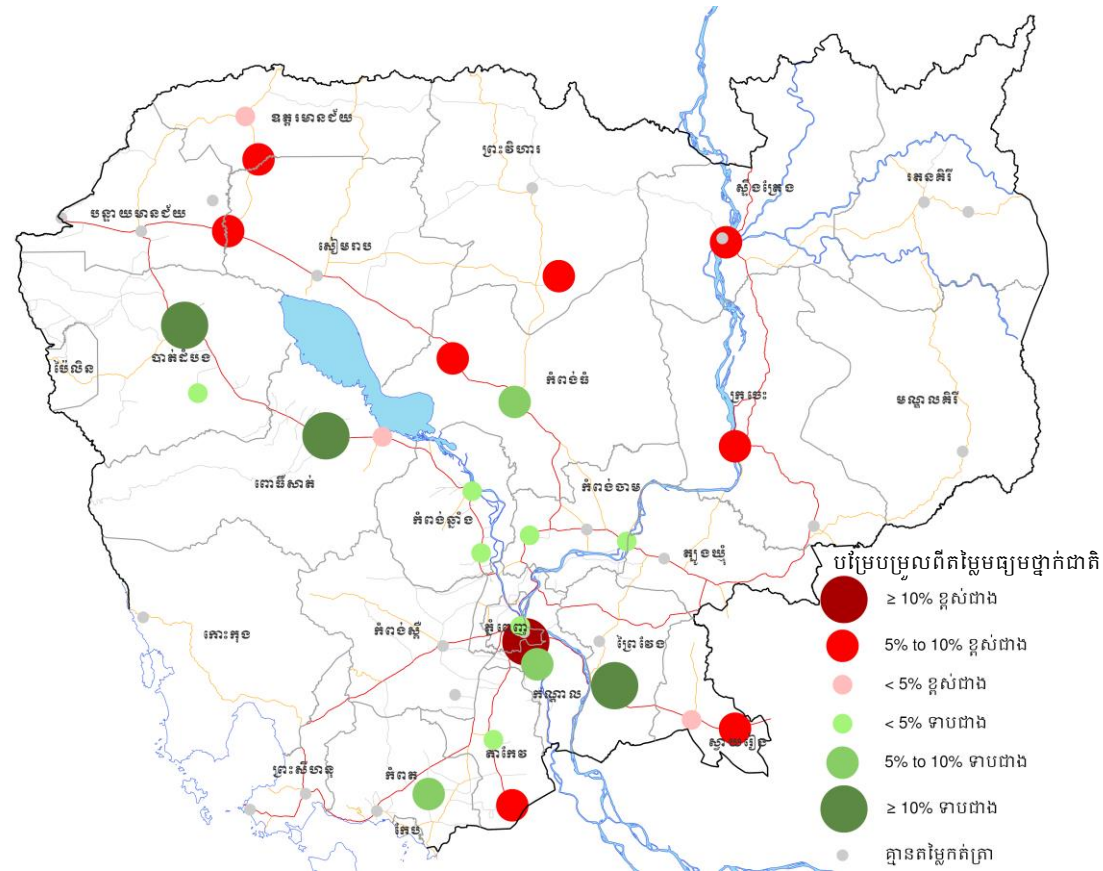 ឧត្តរមានជ័យ
ព្រះវិហារ
ស្ទឹងត្រែង
រតនគិរី
បន្ទាយមានជ័យ
សៀមរាប
បាត់ដំបង
ប៉ៃលិន
កំពង់ធំ
ក្រចេះ
មណ្ឌលគិរី
ពោធិ៍សាត់
កំពង់ចាម
កំពង់ឆ្នាំង
ត្បូងឃ្មុំ
កោះកុង
កំពង់ស្ពឺ
ភ្នំពេញ
ព្រៃវែង
កណ្ដាល
ស្វាយរៀង
តាកែវ
ព្រះសីហនុ
កំពត
កែប
បម្រែបម្រួលពីតម្លៃមធ្យមថ្នាក់ជាតិ
≥ 10% ខ្ពស់ជាង
5% to 10% ខ្ពស់ជាង
< 5% ខ្ពស់ជាង
< 5% ទាបជាង
5% to 10% ទាបជាង
≥ 10% ទាបជាង
គ្មានតម្លៃកត់ត្រា